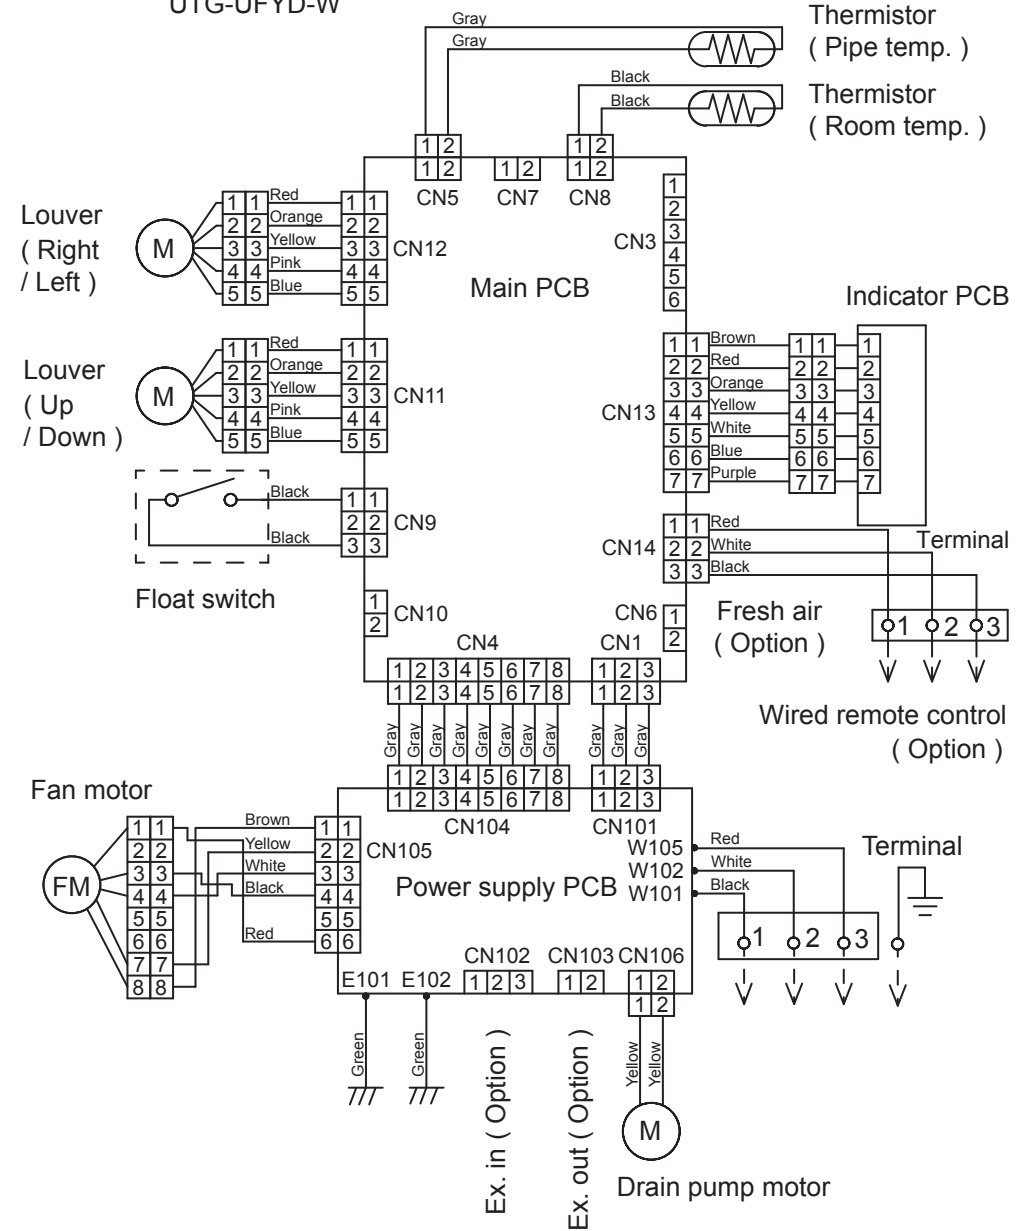 UTG-UFYD-W
Gray
Gray
Thermistor
( Pipe temp. )
Black
Black
Thermistor
( Room temp. )
1 2
1 2
CN5
1 2
CN7
1 2
1 2
CN8
Louver
( Right
/ Left )
M
1 1 Red 1 1
2 2 Orange 2 2
3 3 Yellow 3 3
4 4 Pink 4 4
5 5 Blue 5 5
CN12
Main PCB
CN3
1
2
3
4
5
6
Indicator PCB
Louver
( Up
/ Down )
M
1 1 Red 1 1
2 2 Orange 2 2
3 3 Yellow 3 3
4 4 Pink 4 4
5 5 Blue 5 5
CN11
CN13
1 1 Brown 1 1 1
2 2 Red 2 2 2
3 3 Orange 3 3 3
4 4 Yellow 4 4 4
5 5 White 5 5 5
6 6 Blue 6 6 6
7 7 Purple 7 7 7
Black 1 1
2 2
Black 3 3
CN9
Float switch
CN14
1 1 Red
2 2 White
3 3 Black
Terminal
1 2 3
Wired remote control
( Option )
1
2
CN10
CN6
1
2
Fresh air
( Option )
CN4
1 2 3 4 5 6 7 8
1 2 3 4 5 6 7 8
Gray Gray Gray Gray Gray Gray Gray Gray
1 2 3 4 5 6 7 8
1 2 3 4 5 6 7 8
CN104
CN1
1 2 3
1 2 3
Gray Gray Gray
1 2 3
1 2 3
CN101
Fan motor
FM
1 1
2 2
3 3
4 4
5 5
6 6
7 7
8 8
Brown 1 1
Yellow 2 2
White 3 3
Black 4 4
5 5
Red 6 6
CN105
Power supply PCB
W105 Red
W102 White
W101 Black
Terminal
1 2 3
E101 E102
Green Green
CN102
1 2 3
Ex. in ( Option )
CN103
1 2
Ex. out ( Option )
CN106
1 2
1 2
Yellow Yellow
M
Drain pump motor